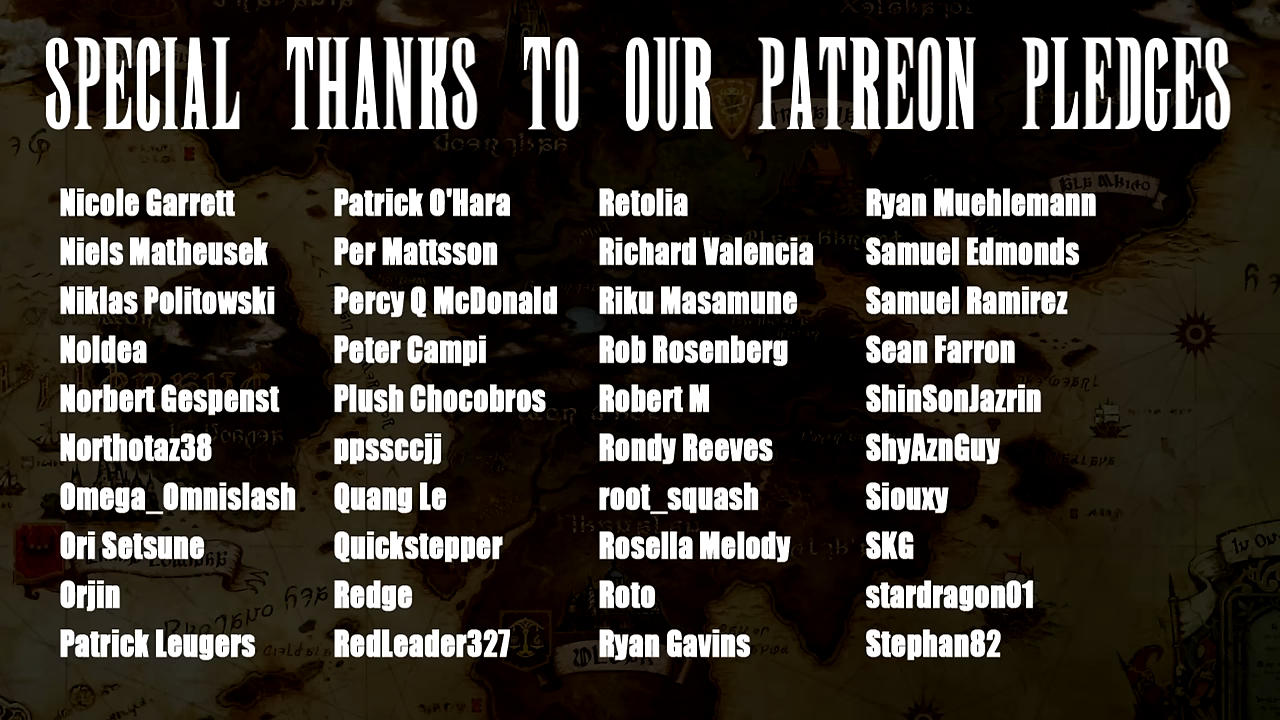 SPECIAL THANKS TO OUR PATREON PLEDGES
Nicole Garrett
Niels Matheusek
Niklas Politowski
Noldea
Norbert Gespenst
Northotaz38
Omega_Omnislash
Ori Setsune
Orjin
Patrick Leugers
Patrick O'Hara
Per Mattsson
Percy Q McDonald
Peter Campi
Plush Chocobros
ppssccjj
Quang Le
Quickstepper
Redge
RedLeader327
Retolia
Richard Valencia
Riku Masamune
Rob Rosenberg
Robert M
Rondy Reeves
root_squash
Rosella Melody
Roto
Ryan Gavins
Ryan Muehlemann
Samuel Edmonds
Samuel Ramirez
Sean Farron
ShinSonJazrin
ShyAznGuy
Siouxy
SKG
stardragon01
Stephan82